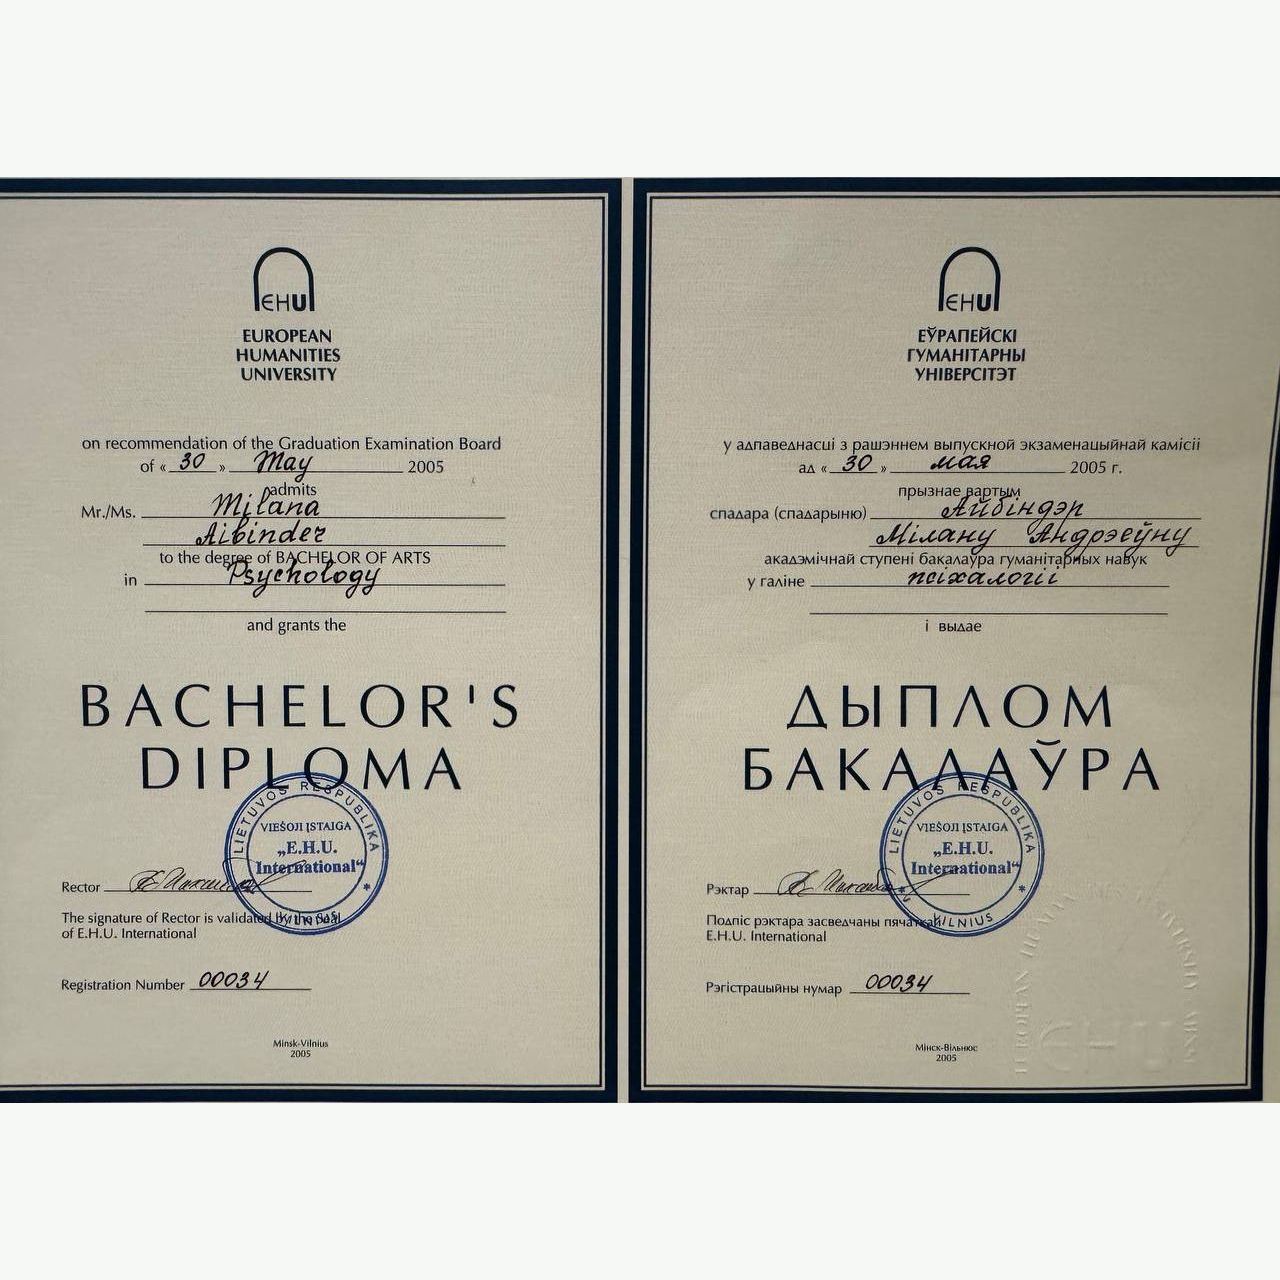 EHU
EUROPEAN
HUMANITIES
UNIVERSITY
on recommendation of the Graduation Examination Board
of « 30 » May 2005
admits
Mr./Ms. Milana
Aibinder
to the degree of BACHELOR OF ARTS
in Psychology
and grants the
BACHELOR'S
DIPLOMA
LIETUVOS RESPUBLIKA
VIEŠOJI ĮSTAIGA
„E.H.U.
International“
* VILNIUS *
Rector
The signature of Rector is validated by the Seal
of E.H.U. International
Registration Number 00034
Minsk-Vilnius
2005
EHU
ЕЎРАПЕЙСКІ
ГУМАНІТАРНЫ
УНІВЕРСІТЭТ
у адпаведнасці з рашэннем выпускной экзаменацыйнай камісіі
ад « 30 » мая 2005 г.
прызнае вартым
спадара (спадарыню) Айбіндэр
Мілану Андрэеўну
акадэмічнай ступені бакалаўра гуманітарных навук
у галіне псіхалогіі
і выдае
ДЫПЛОМ
БАКАЛАЎРА
LIETUVOS RESPUBLIKA
VIEŠOJI ĮSTAIGA
„E.H.U.
International“
* VILNIUS *
Рэктар
Подпіс рэктара засведчаны пячаткай
E.H.U. International
Рэгістрацыйны нумар 00034
Мінск-Вільнюс
2005
EUROPEAN HUMANITIES UNIVERSITY MINSK
EHU